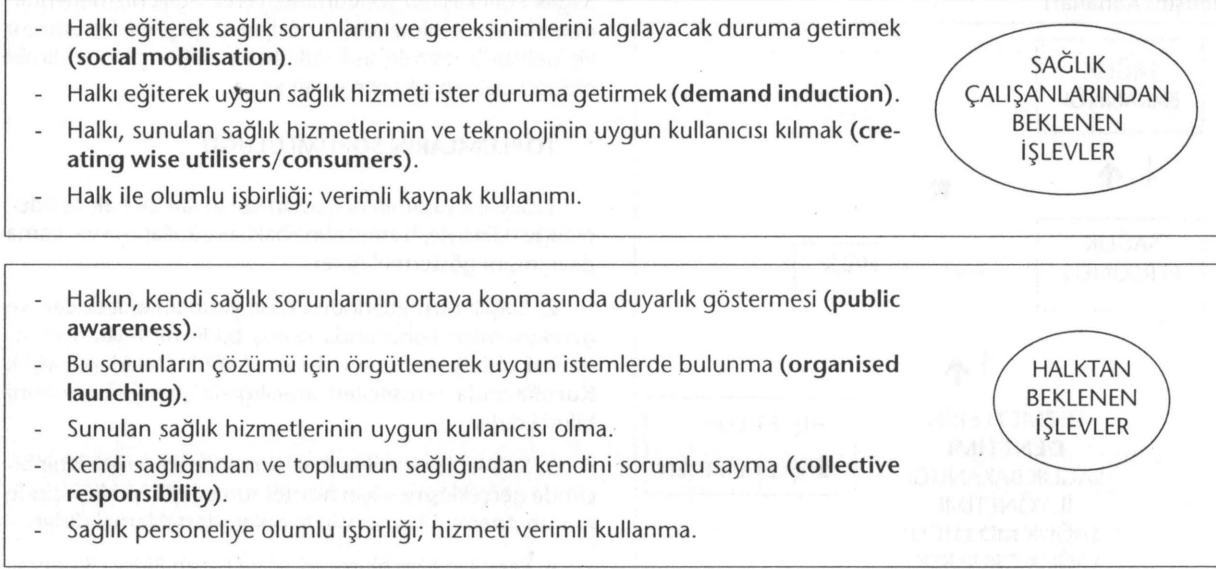 - Halkı eğiterek sağlık sorunlarını ve gereksinimlerini algılayacak duruma getirmek
(social mobilisation).
- Halkı eğiterek uygun sağlık hizmeti ister duruma getirmek (demand induction).
- Halkı, sunulan sağlık hizmetlerinin ve teknolojinin uygun kullanıcısı kılmak (cre-
ating wise utilisers/consumers).
- Halk ile olumlu işbirliği; verimli kaynak kullanımı.
SAĞLIK
ÇALIŞANLARINDAN
BEKLENEN
İŞLEVLER
- Halkın, kendi sağlık sorunlarının ortaya konmasında duyarlık göstermesi (public
awareness).
- Bu sorunların çözümü için örgütlenerek uygun istemlerde bulunma (organised
launching).
- Sunulan sağlık hizmetlerinin uygun kullanıcısı olma.
- Kendi sağlığından ve toplumun sağlığından kendini sorumlu sayma (collective
responsibility).
- Sağlık personeliye olumlu işbirliği; hizmeti verimli kullanma.
HALKTAN
BEKLENEN
İŞLEVLER